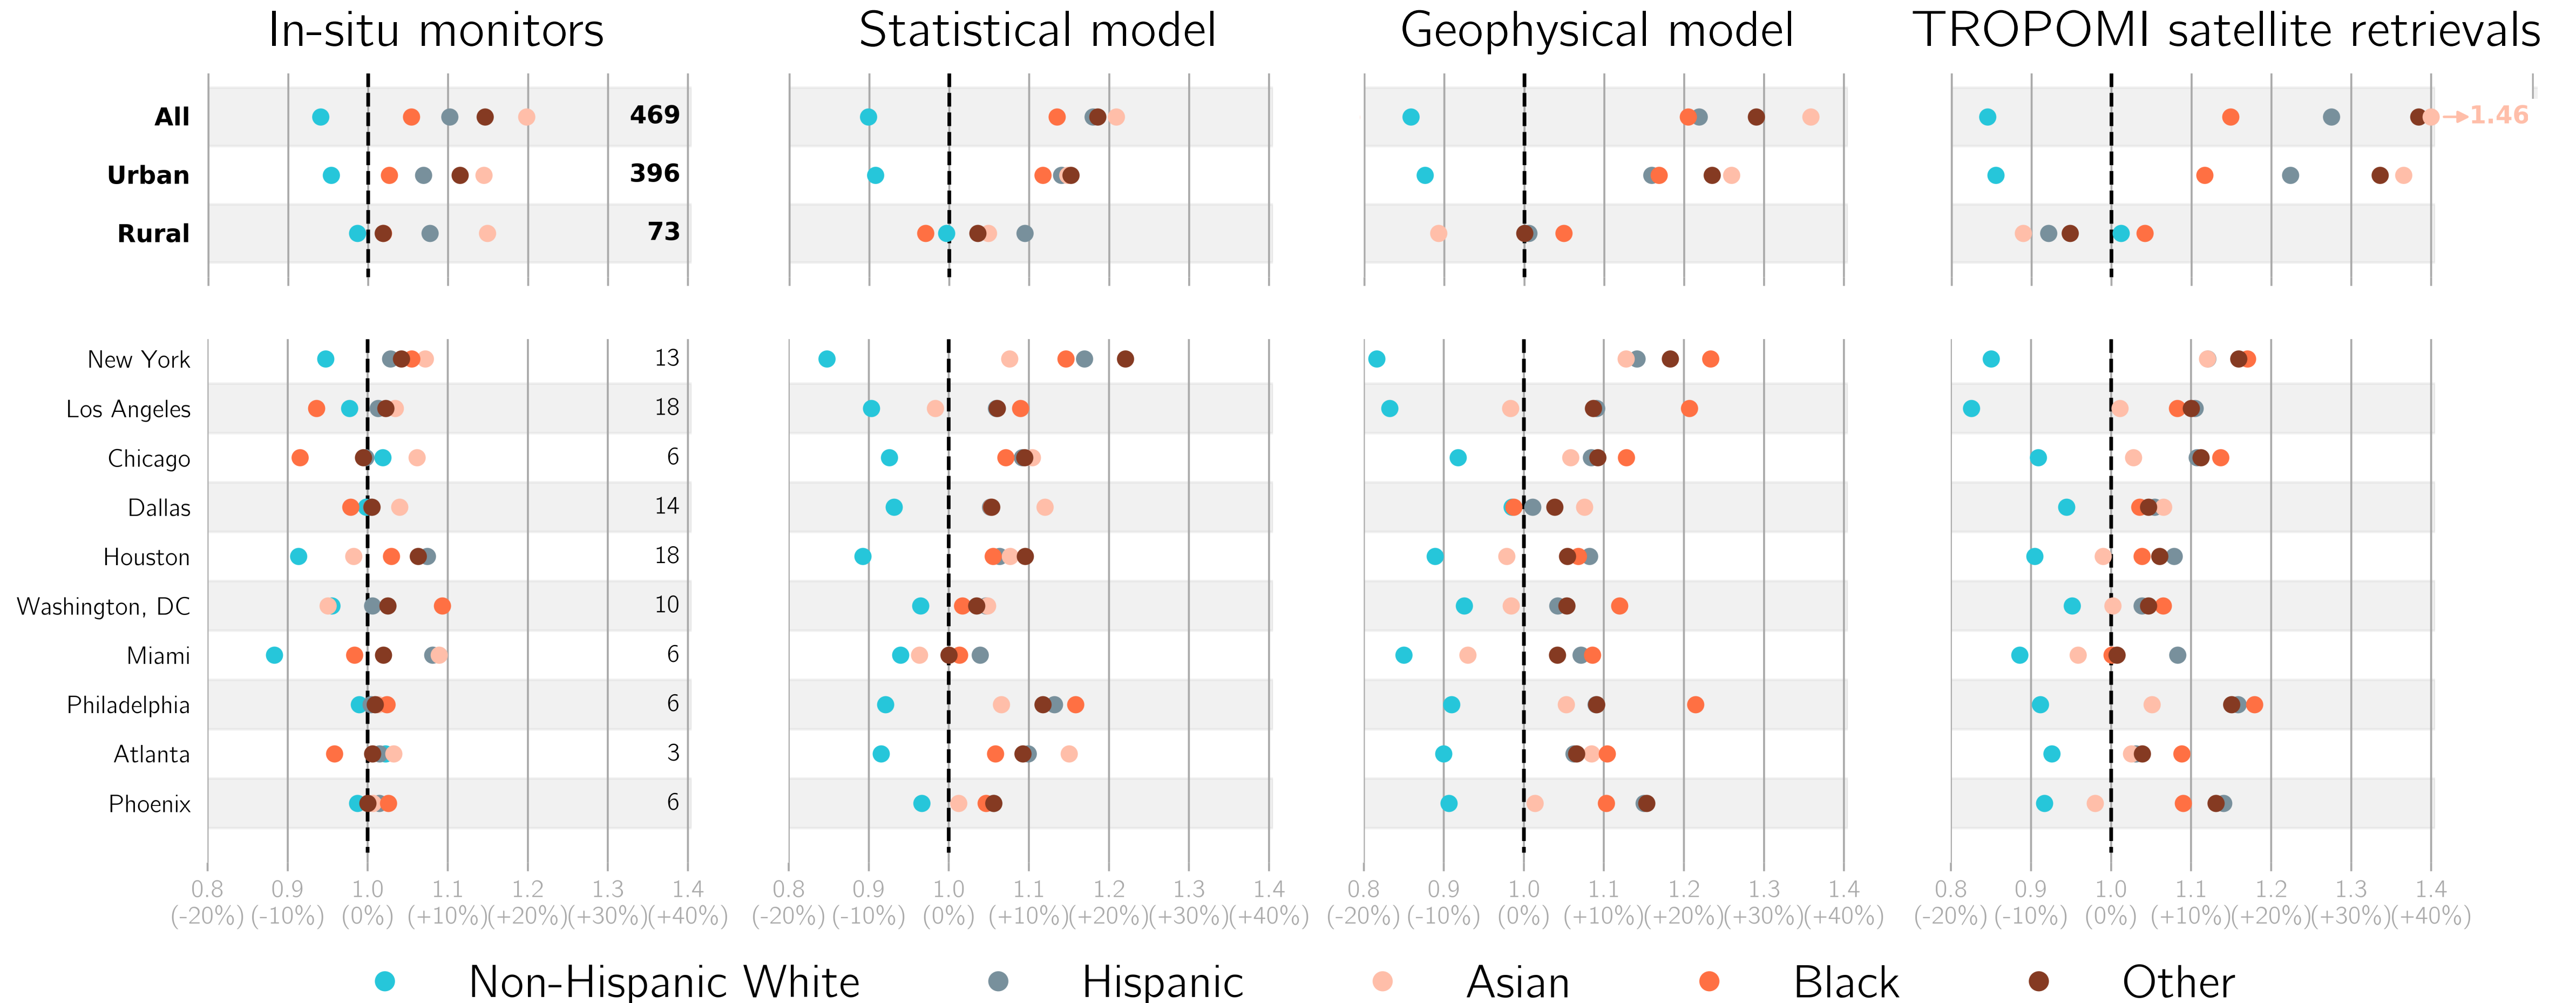 In-situ monitors Statistical model Geophysical model TROPOMI satellite retrievals
All 469 →1.46
Urban 396
Rural 73
New York 13
Los Angeles 18
Chicago 6
Dallas 14
Houston 18
Washington, DC 10
Miami 6
Philadelphia 6
Atlanta 3
Phoenix 6
0.8 0.9 1.0 1.1 1.2 1.3 1.4 0.8 0.9 1.0 1.1 1.2 1.3 1.4 0.8 0.9 1.0 1.1 1.2 1.3 1.4 0.8 0.9 1.0 1.1 1.2 1.3 1.4
(-20%) (-10%) (0%) (+10%) (+20%) (+30%) (+40%) (-20%) (-10%) (0%) (+10%) (+20%) (+30%) (+40%) (-20%) (-10%) (0%) (+10%) (+20%) (+30%) (+40%) (-20%) (-10%) (0%) (+10%) (+20%) (+30%) (+40%)
Non-Hispanic White Hispanic Asian Black Other